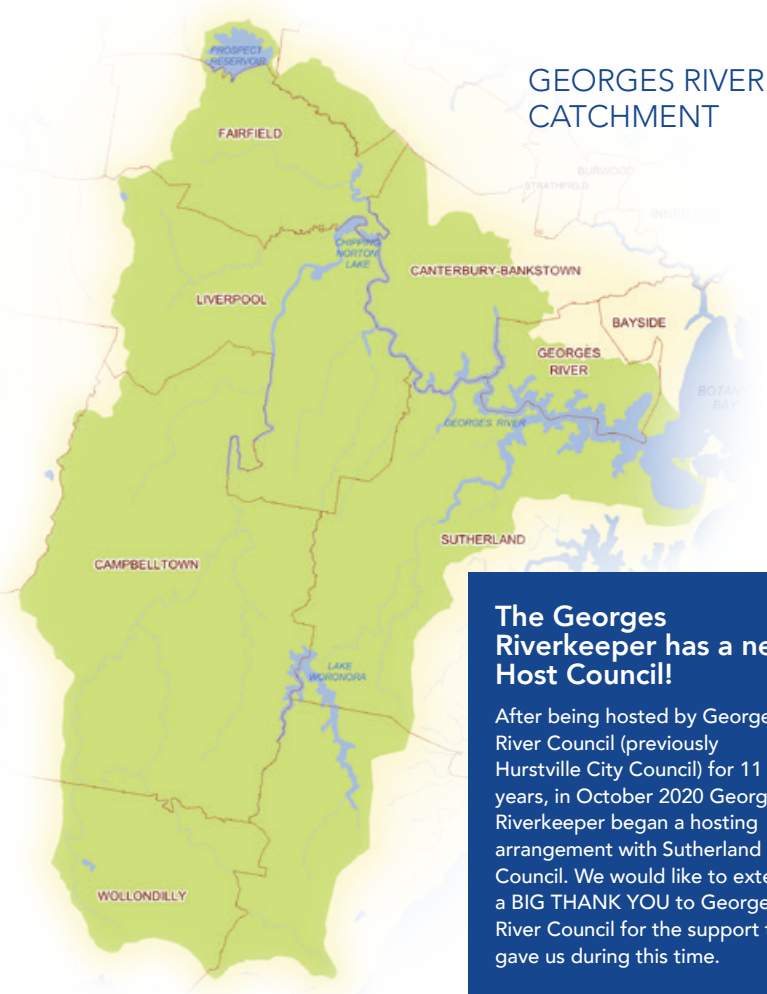 GEORGES RIVER
CATCHMENT
PROSPECT
RESERVOIR
FAIRFIELD
BURWOOD
STRATHFIELD
INNER
CHIPPING
NORTON
LAKE
CANTERBURY-BANKSTOWN
LIVERPOOL
BAYSIDE
GEORGES
RIVER
BOTANY
BAY
GEORGES RIVER
SUTHERLAND
CAMPBELLTOWN
LAKE
WORONORA
WOLLONDILLY
The Georges
Riverkeeper has a ne
Host Council!
After being hosted by George
River Council (previously
Hurstville City Council) for 11
years, in October 2020 Georg
Riverkeeper began a hosting
arrangement with Sutherland
Council. We would like to exte
a BIG THANK YOU to George
River Council for the support
gave us during this time.